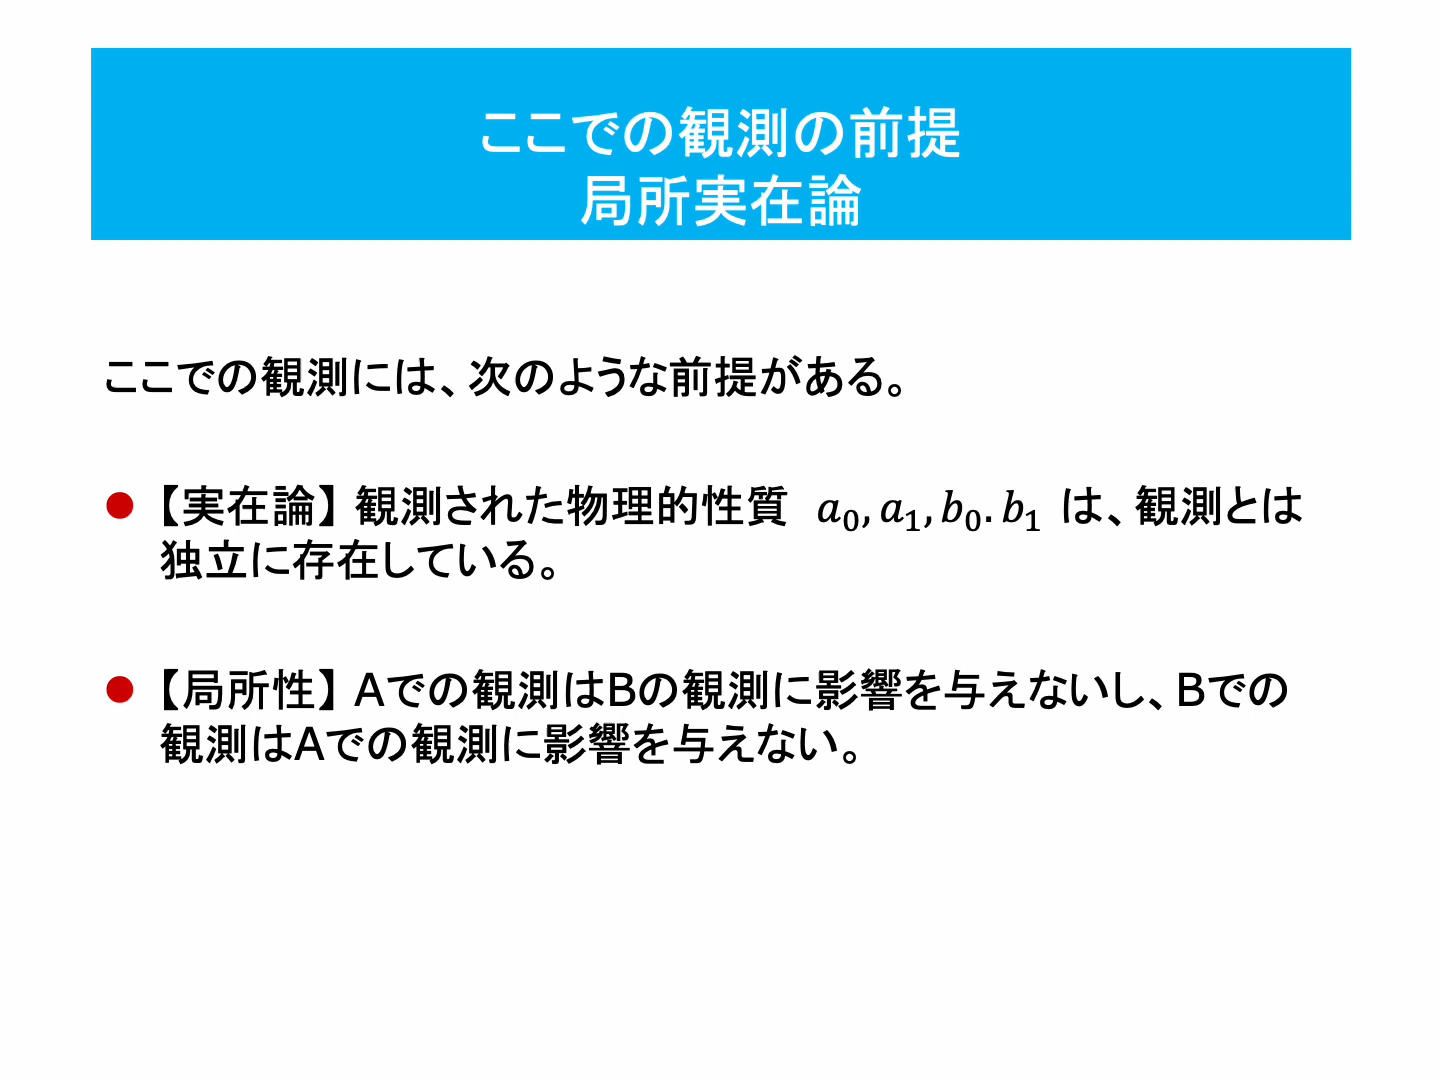 ここでの観測の前提
局所実在論
ここでの観測には、次のような前提がある。
● 【実在論】 観測された物理的性質 a₀, a₁, b₀. b₁ は、観測とは
独立に存在している。
● 【局所性】 Aでの観測はBの観測に影響を与えないし、Bでの
観測はAでの観測に影響を与えない。